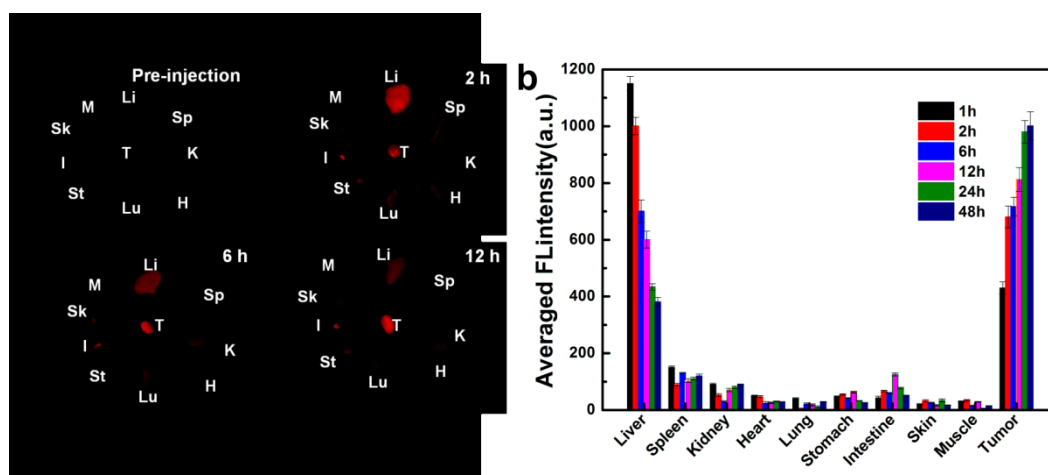 Pre-injection
Li
M
Sp
Sk
T
K
I
St
H
Lu
2 h
Li
M
Sp
Sk
T
I
K
St
H
Lu
6 h
Li
M
Sp
Sk
T
I
K
St
H
Lu
12 h
Li
M
Sp
Sk
T
I
K
St
H
Lu
b
Averaged FLintensity(a.u.)
1200
1000
800
600
400
200
0
1h
2h
6h
12h
24h
48h
Liver
Spleen
Kidney
Heart
Lung
Stomach
Intestine
Skin
Muscle
Tumor